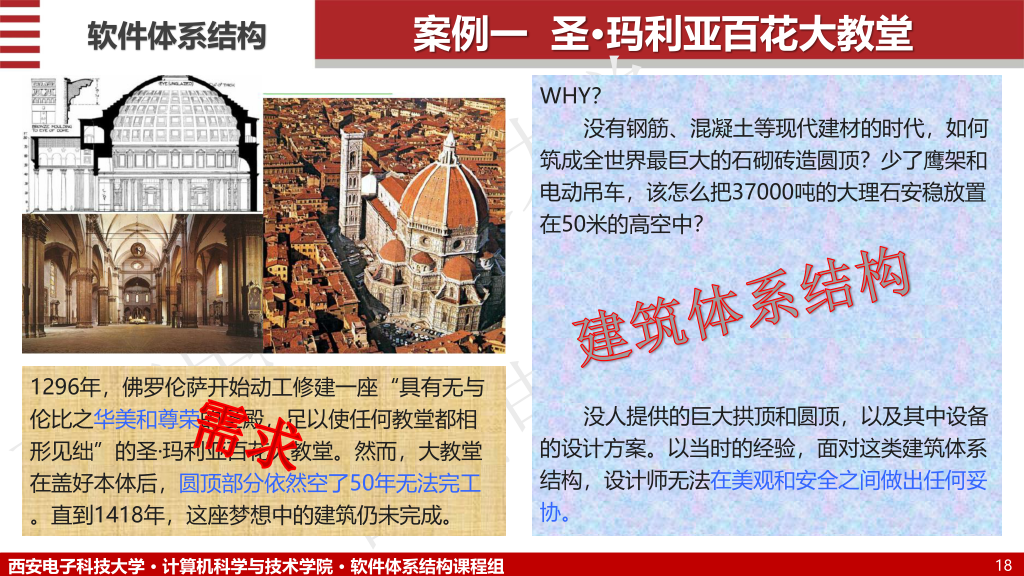 软件体系结构
案例一 圣·玛利亚百花大教堂
WHY?
没有钢筋、混凝土等现代建材的时代，如何
筑成全世界最巨大的石砌砖造圆顶？少了鹰架和
电动吊车，该怎么把37000吨的大理石安稳放置
在50米的高空中？
建筑体系结构
没人提供的巨大拱顶和圆顶，以及其中设备
的设计方案。以当时的经验，面对这类建筑体系
结构，设计师无法在美观和安全之间做出任何妥
协。
1296年，佛罗伦萨开始动工修建一座“具有无与
伦比之华美和尊荣 殿，足以使任何教堂都相
形见绌”的圣·玛利亚百花 教堂。然而，大教堂
在盖好本体后，圆顶部分依然空了50年无法完工
。直到1418年，这座梦想中的建筑仍未完成。
需求
西安电子科技大学 • 计算机科学与技术学院 • 软件体系结构课程组
18